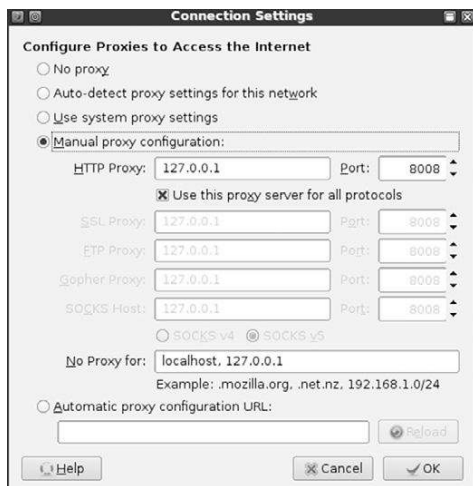 Connection Settings
Configure Proxies to Access the Internet
No proxy
Auto-detect proxy settings for this network
Use system proxy settings
Manual proxy configuration:
HTTP Proxy: 127.0.0.1 Port: 8008
Use this proxy server for all protocols
SSL Proxy: 127.0.0.1 Port: 8008
FTP Proxy: 127.0.0.1 Port: 8008
Gopher Proxy: 127.0.0.1 Port: 8008
SOCKS Host: 127.0.0.1 Port: 8008
SOCKS v4 SOCKS v5
No Proxy for: localhost, 127.0.0.1
Example: .mozilla.org, .net.nz, 192.168.1.0/24
Automatic proxy configuration URL:
Reload
Help Cancel OK